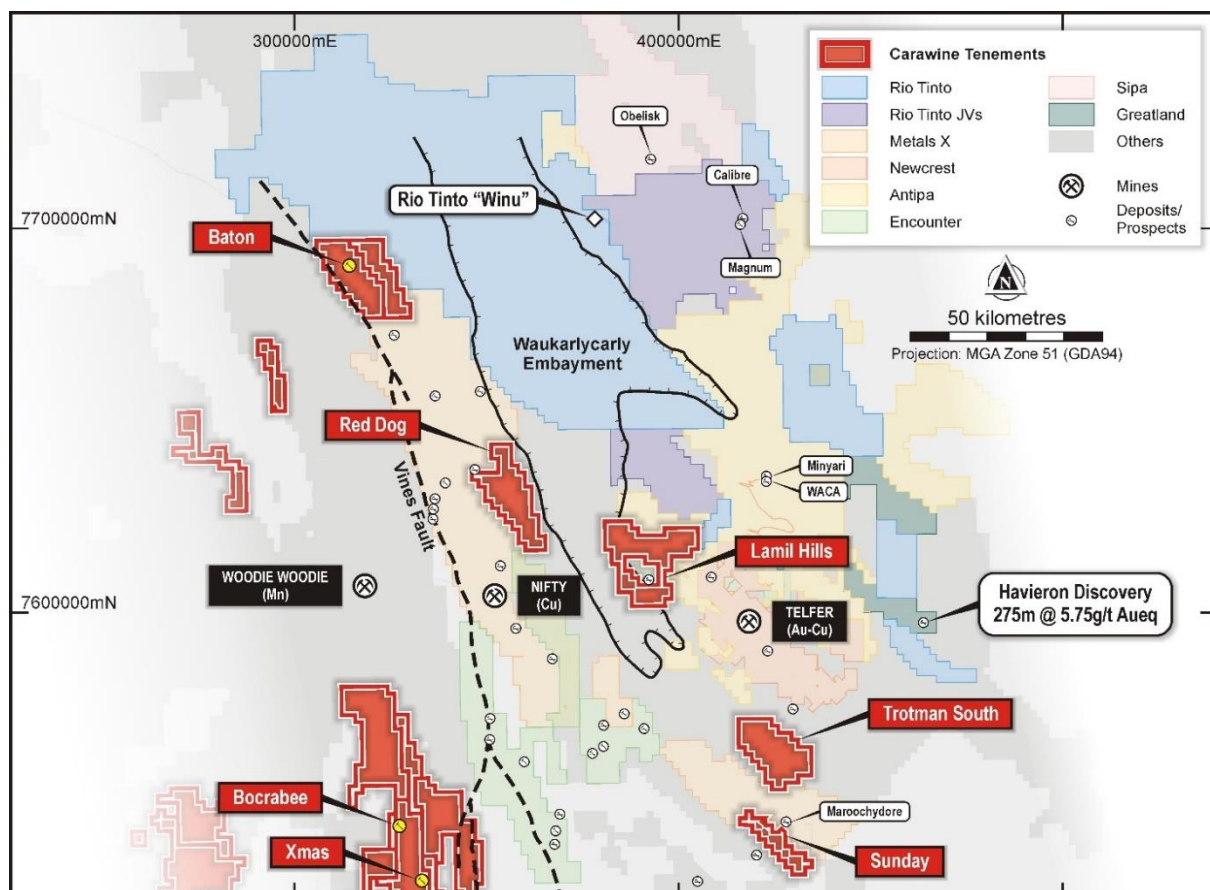 300000mE
400000mE
Carawine Tenements
Rio Tinto
Rio Tinto JVs
Metals X
Newcrest
Antipa
Encounter
Sipa
Greatland
Others
Mines
Deposits/
Prospects
Obelisk
Calibre
Rio Tinto "Winu"
7700000mN
Baton
Magnum
N
50 kilometres
Projection: MGA Zone 51 (GDA94)
Waukarlycarly
Embayment
Red Dog
Vines Fault
Minyari
WACA
Lamil Hills
WOODIE WOODIE
(Mn)
NIFTY
(Cu)
TELFER
(Au-Cu)
Havieron Discovery
275m @ 5.75g/t Aueq
7600000mN
Trotman South
Bocrabee
Maroochydore
Xmas
Sunday